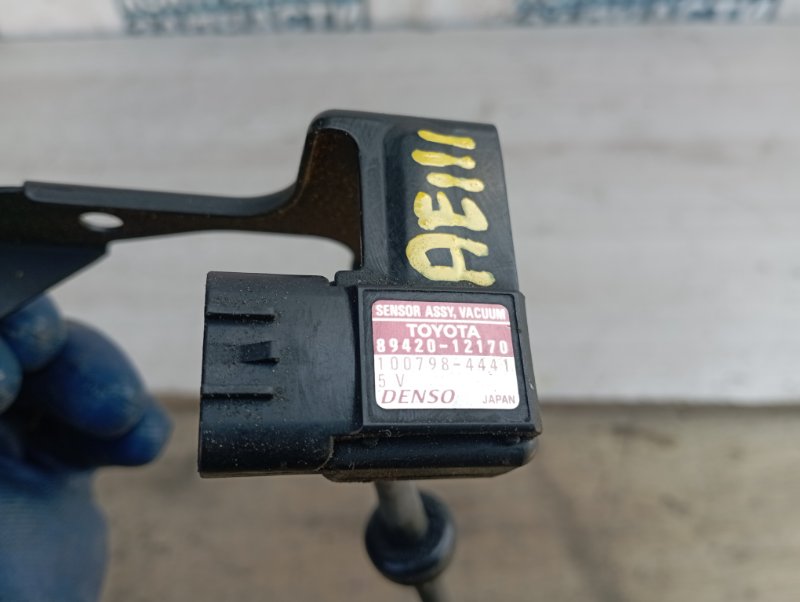 AE111
SENSOR ASSY, VACUUM
TOYOTA
89420-12170
100798-4441
5 V
DENSO JAPAN